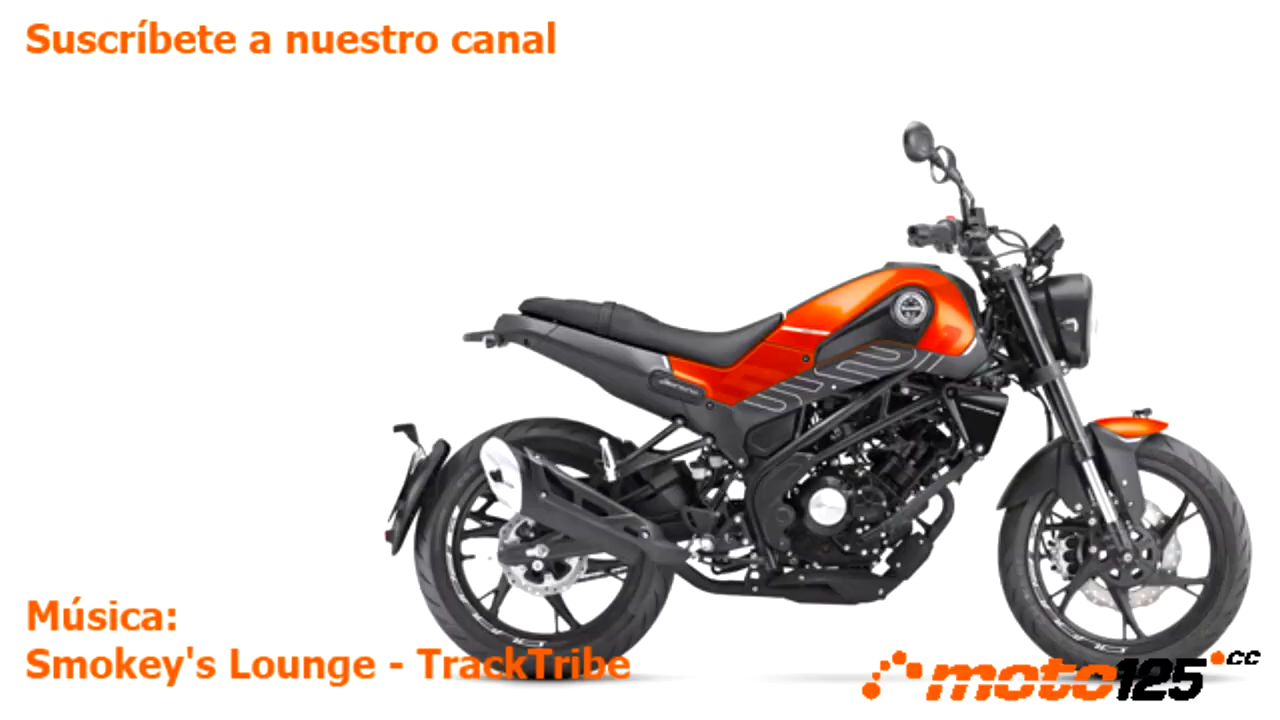 Suscríbete a nuestro canal
Música:
Smokey's Lounge - TrackTribe
moto125.cc